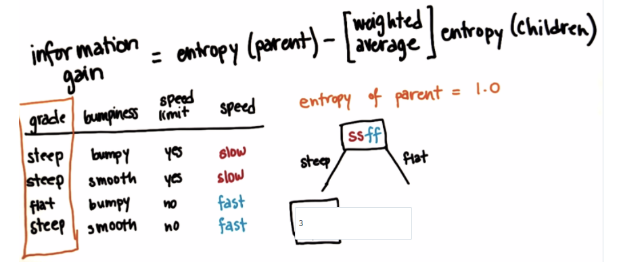 information gain = entropy (parent) - [weighted average] entropy (children)
grade bumpiness speed limit speed
steep bumpy yes slow
steep smooth yes slow
flat bumpy no fast
steep smooth no fast
entropy of parent = 1.0
ssff
steep flat
3